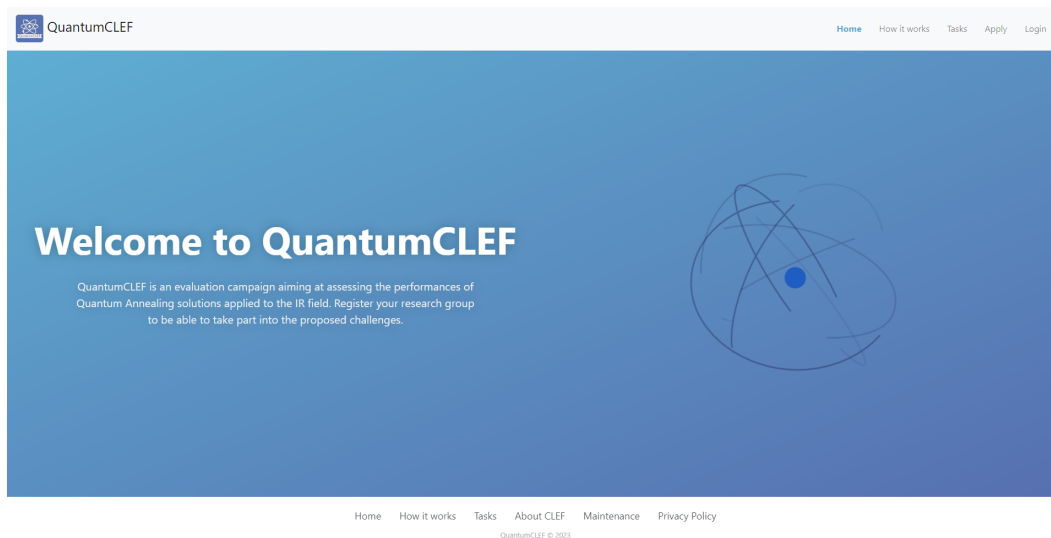 QuantumCLEF
Home How it works Tasks Apply Login
Welcome to QuantumCLEF
QuantumCLEF is an evaluation campaign aiming at assessing the performances of
Quantum Annealing solutions applied to the IR field. Register your research group
to be able to take part into the proposed challenges.
Home How it works Tasks About CLEF Maintenance Privacy Policy
QuantumCLEF © 2023